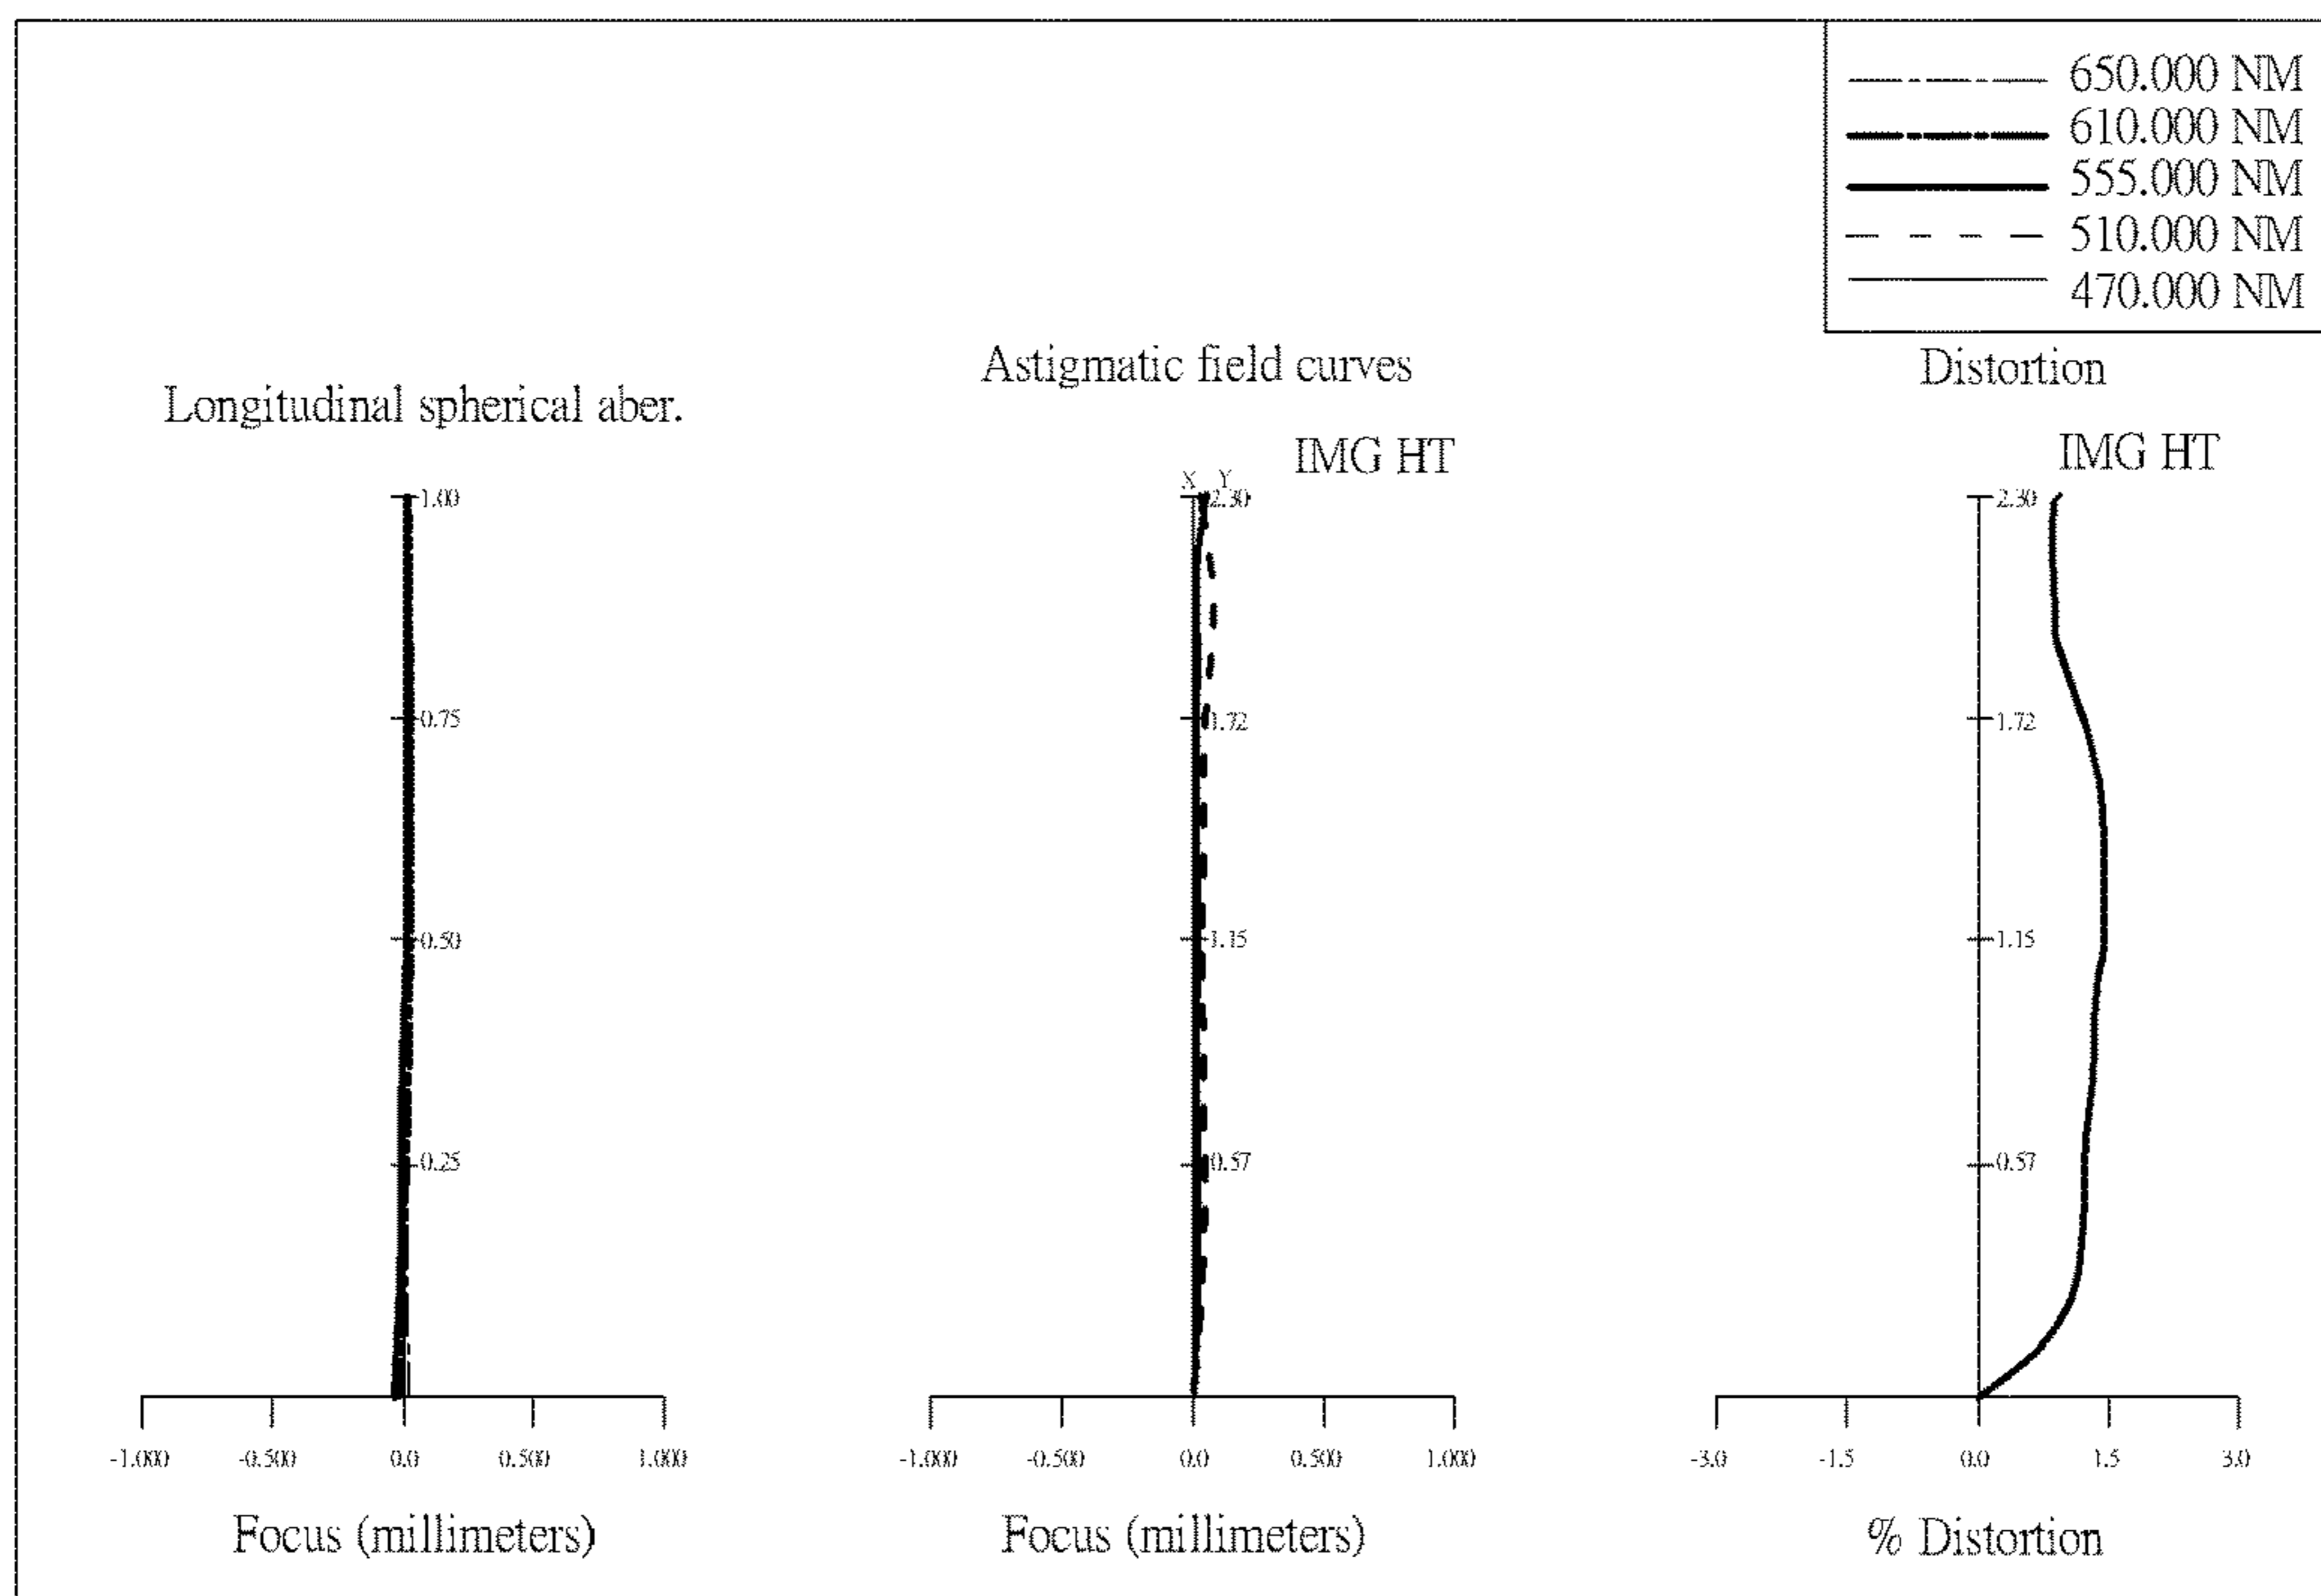 650.000 NM
610.000 NM
555.000 NM
510.000 NM
470.000 NM
Longitudinal spherical aber.
1.00
0.75
0.50
0.25
-1.000 -0.500 0.0 0.500 1.000
Focus (millimeters)
Astigmatic field curves
IMG HT
X Y
2.30
1.72
1.15
0.57
-1.000 -0.500 0.0 0.500 1.000
Focus (millimeters)
Distortion
IMG HT
2.30
1.72
1.15
0.57
-3.0 -1.5 0.0 1.5 3.0
% Distortion